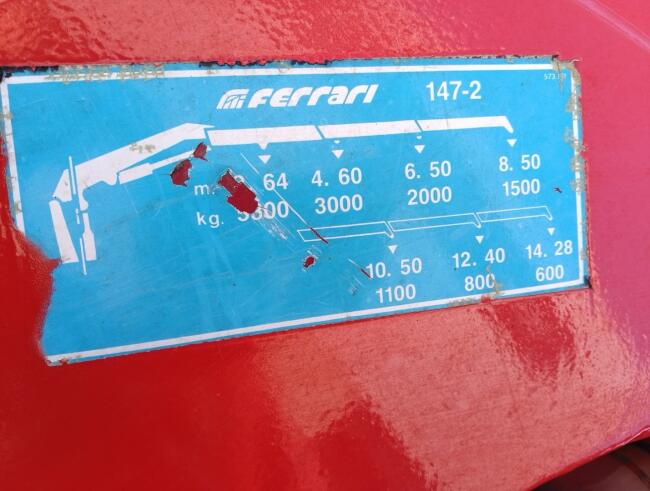 Ferrari 147-2
m. 64 4. 60 6. 50 8. 50
kg. 3000 2000 1500
10. 50 12. 40 14. 28
1100 800 600